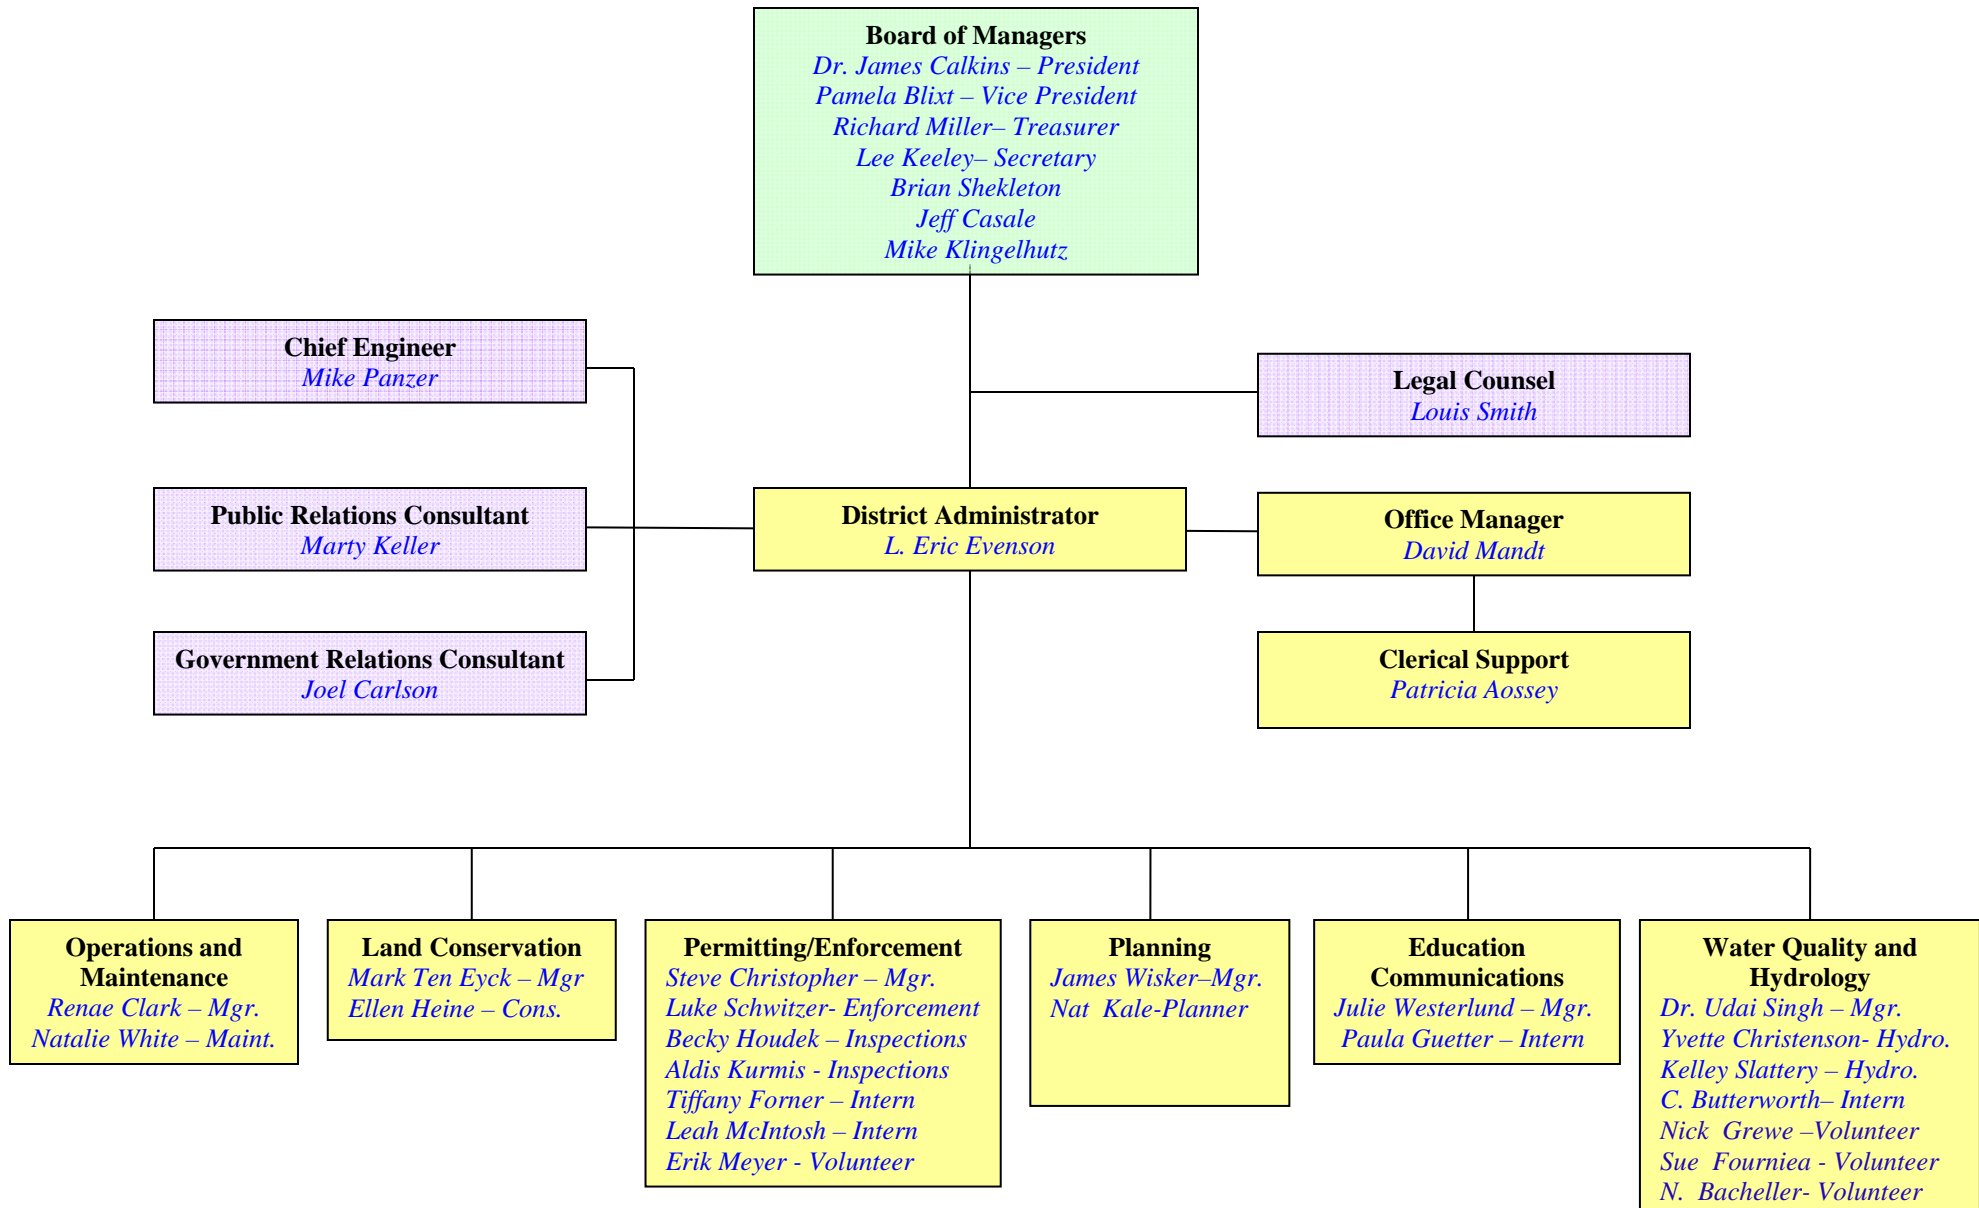 Board of Managers
Dr. James Calkins – President
Pamela Blixt – Vice President
Richard Miller– Treasurer
Lee Keeley– Secretary
Brian Shekleton
Jeff Casale
Mike Klingelhutz
Chief Engineer
Mike Panzer
Legal Counsel
Louis Smith
Public Relations Consultant
Marty Keller
District Administrator
L. Eric Evenson
Office Manager
David Mandt
Government Relations Consultant
Joel Carlson
Clerical Support
Patricia Aossey
Operations and
Maintenance
Renae Clark – Mgr.
Natalie White – Maint.
Land Conservation
Mark Ten Eyck – Mgr
Ellen Heine – Cons.
Permitting/Enforcement
Steve Christopher – Mgr.
Luke Schwitzer- Enforcement
Becky Houdek – Inspections
Aldis Kurmis - Inspections
Tiffany Forner – Intern
Leah McIntosh – Intern
Erik Meyer - Volunteer
Planning
James Wisker–Mgr.
Nat  Kale-Planner
Education
Communications
Julie Westerlund – Mgr.
Paula Guetter – Intern
Water Quality and
Hydrology
Dr. Udai Singh – Mgr.
Yvette Christenson- Hydro.
Kelley Slattery – Hydro.
C. Butterworth– Intern
Nick  Grewe –Volunteer
Sue  Fourniea - Volunteer
N.  Bacheller- Volunteer